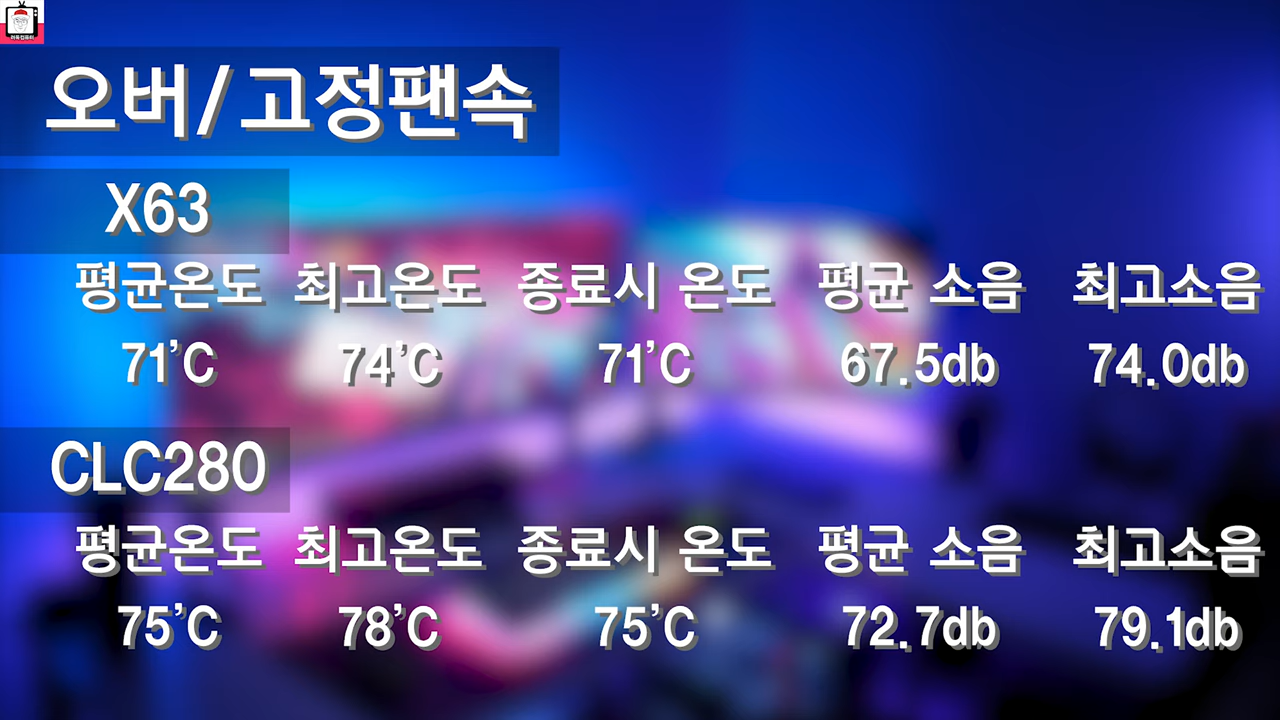 오버/고정팬속
X63
평균온도 최고온도 종료시 온도 평균 소음 최고소음
71'C 74'C 71'C 67.5db 74.0db
CLC280
평균온도 최고온도 종료시 온도 평균 소음 최고소음
75'C 78'C 75'C 72.7db 79.1db